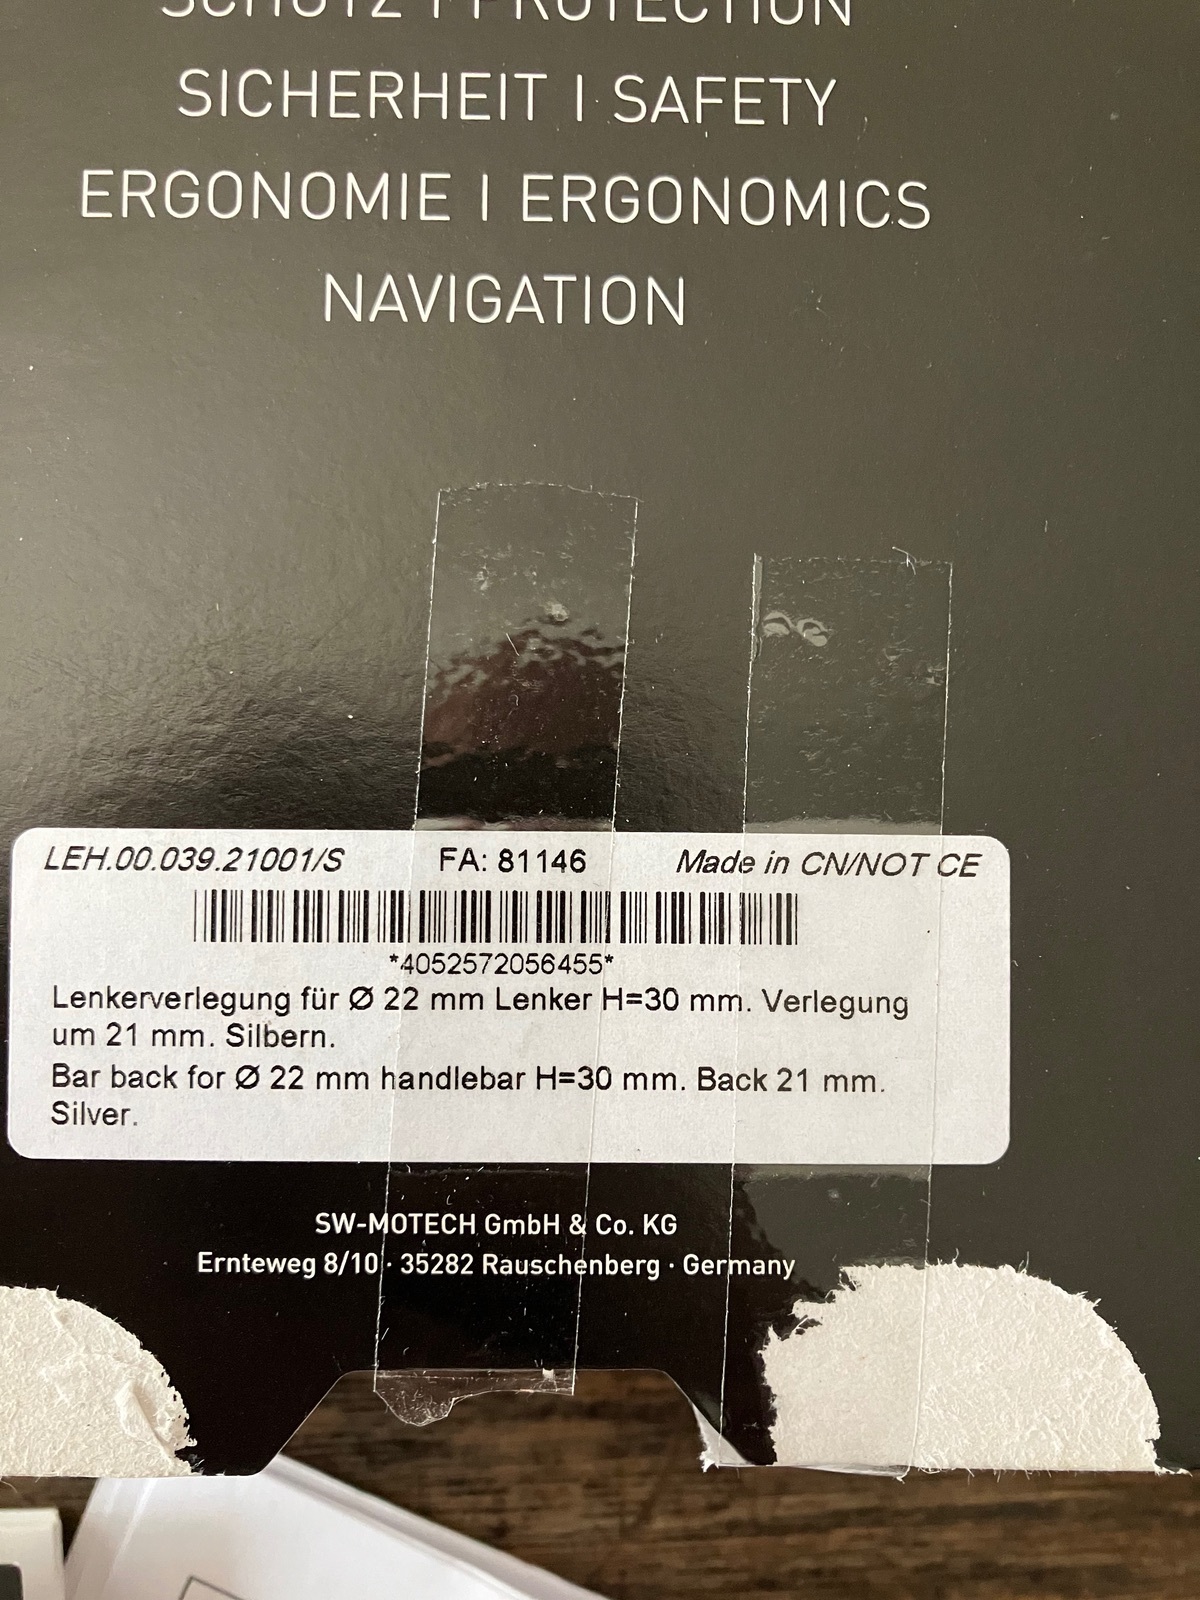 SCHUTZ | PROTECTION
SICHERHEIT | SAFETY
ERGONOMIE | ERGONOMICS
NAVIGATION
LEH.00.039.21001/S FA: 81146 Made in CN/NOT CE
*4052572056455*
Lenkerverlegung für Ø 22 mm Lenker H=30 mm. Verlegung
um 21 mm. Silbern.
Bar back for Ø 22 mm handlebar H=30 mm. Back 21 mm.
Silver.
SW-MOTECH GmbH & Co. KG
Ernteweg 8/10 · 35282 Rauschenberg · Germany